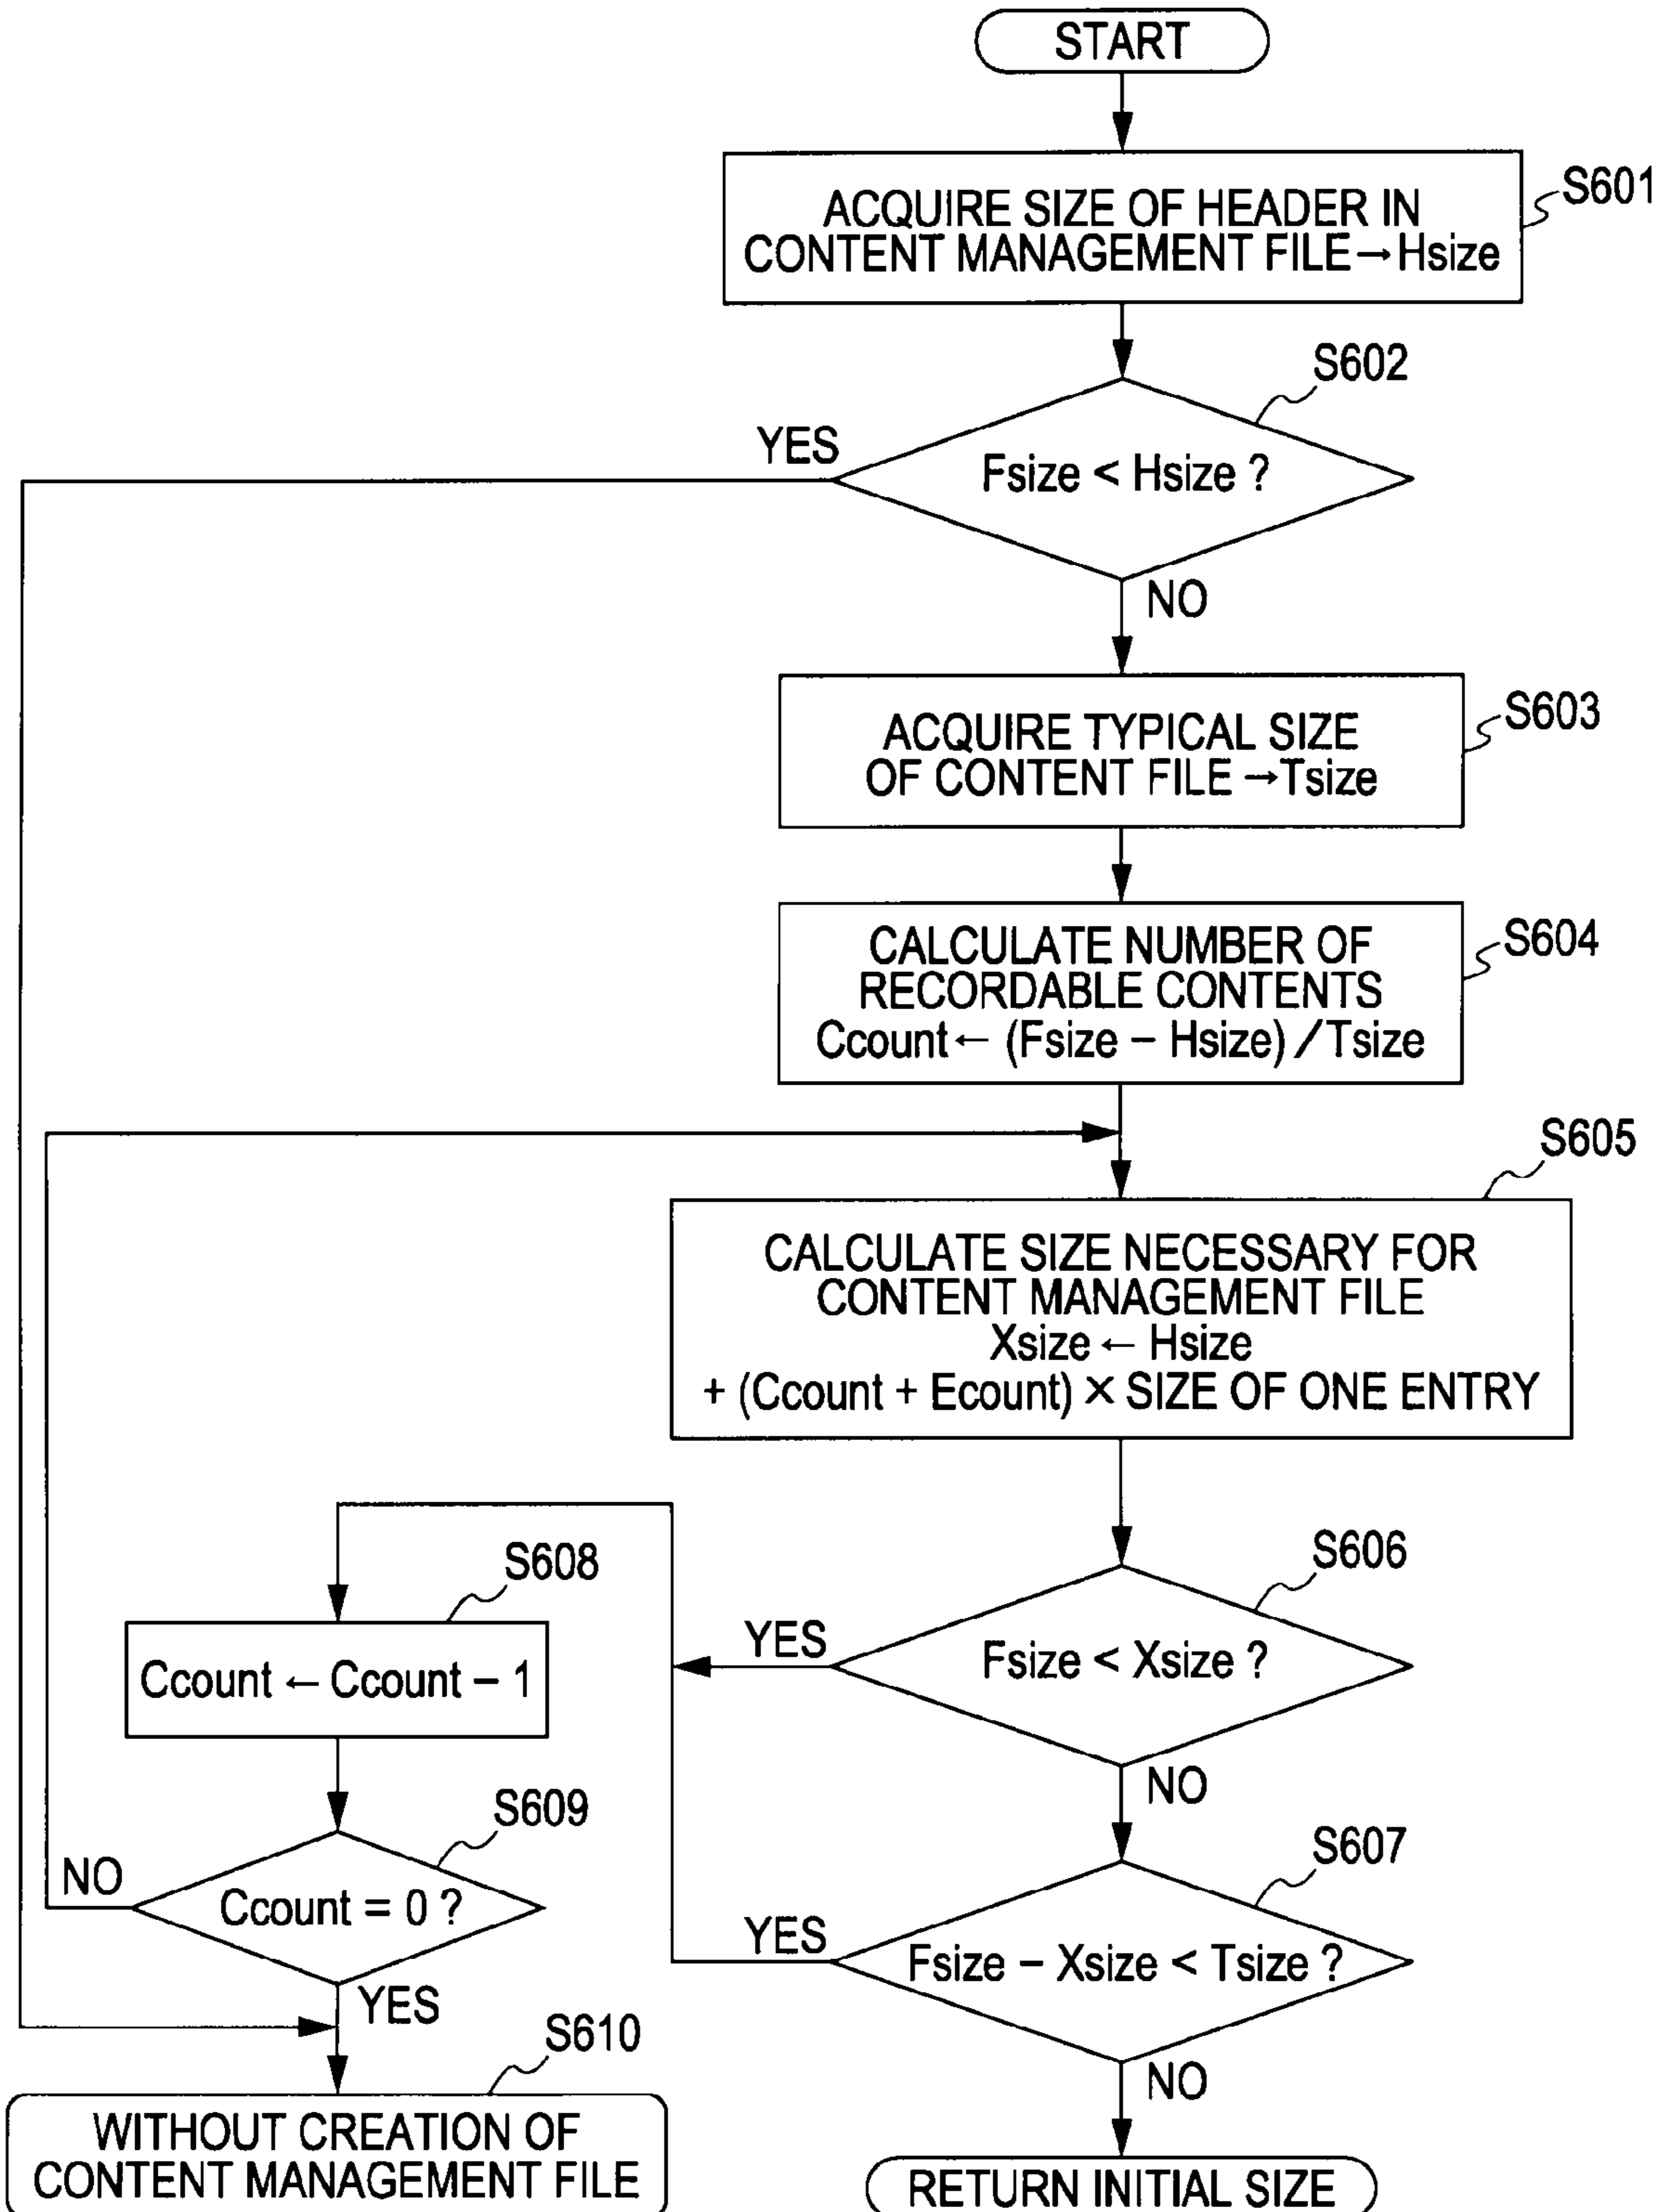 START
ACQUIRE SIZE OF HEADER IN
CONTENT MANAGEMENT FILE→Hsize
S601
S602
YES
Fsize < Hsize ?
NO
ACQUIRE TYPICAL SIZE
OF CONTENT FILE →Tsize
S603
CALCULATE NUMBER OF
RECORDABLE CONTENTS
Ccount← (Fsize − Hsize) ∕Tsize
S604
S605
CALCULATE SIZE NECESSARY FOR
CONTENT MANAGEMENT FILE
Xsize ← Hsize
+ (Ccount + Ecount) × SIZE OF ONE ENTRY
S606
YES
Fsize < Xsize ?
NO
S608
Ccount ← Ccount − 1
S609
NO
Ccount = 0 ?
YES
S607
YES
Fsize − Xsize < Tsize ?
NO
S610
WITHOUT CREATION OF
CONTENT MANAGEMENT FILE
RETURN INITIAL SIZE